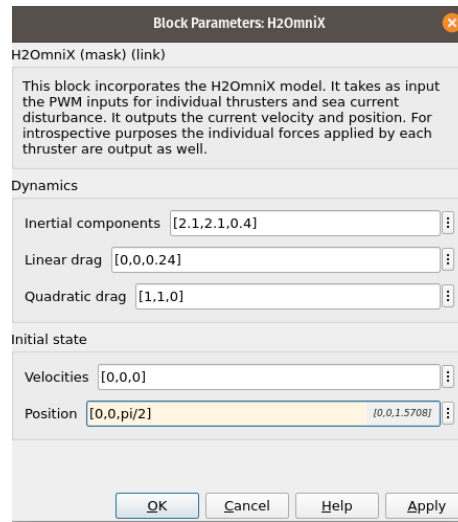 Block Parameters: H2OmniX
H2OmniX (mask) (link)
This block incorporates the H2OmniX model. It takes as input
the PWM inputs for individual thrusters and sea current
disturbance. It outputs the current velocity and position. For
introspective purposes the individual forces applied by each
thruster are output as well.
Dynamics
Inertial components [2.1,2.1,0.4]
Linear drag [0,0,0.24]
Quadratic drag [1,1,0]
Initial state
Velocities [0,0,0]
Position [0,0,pi/2] [0,0,1.5708]
OK Cancel Help Apply